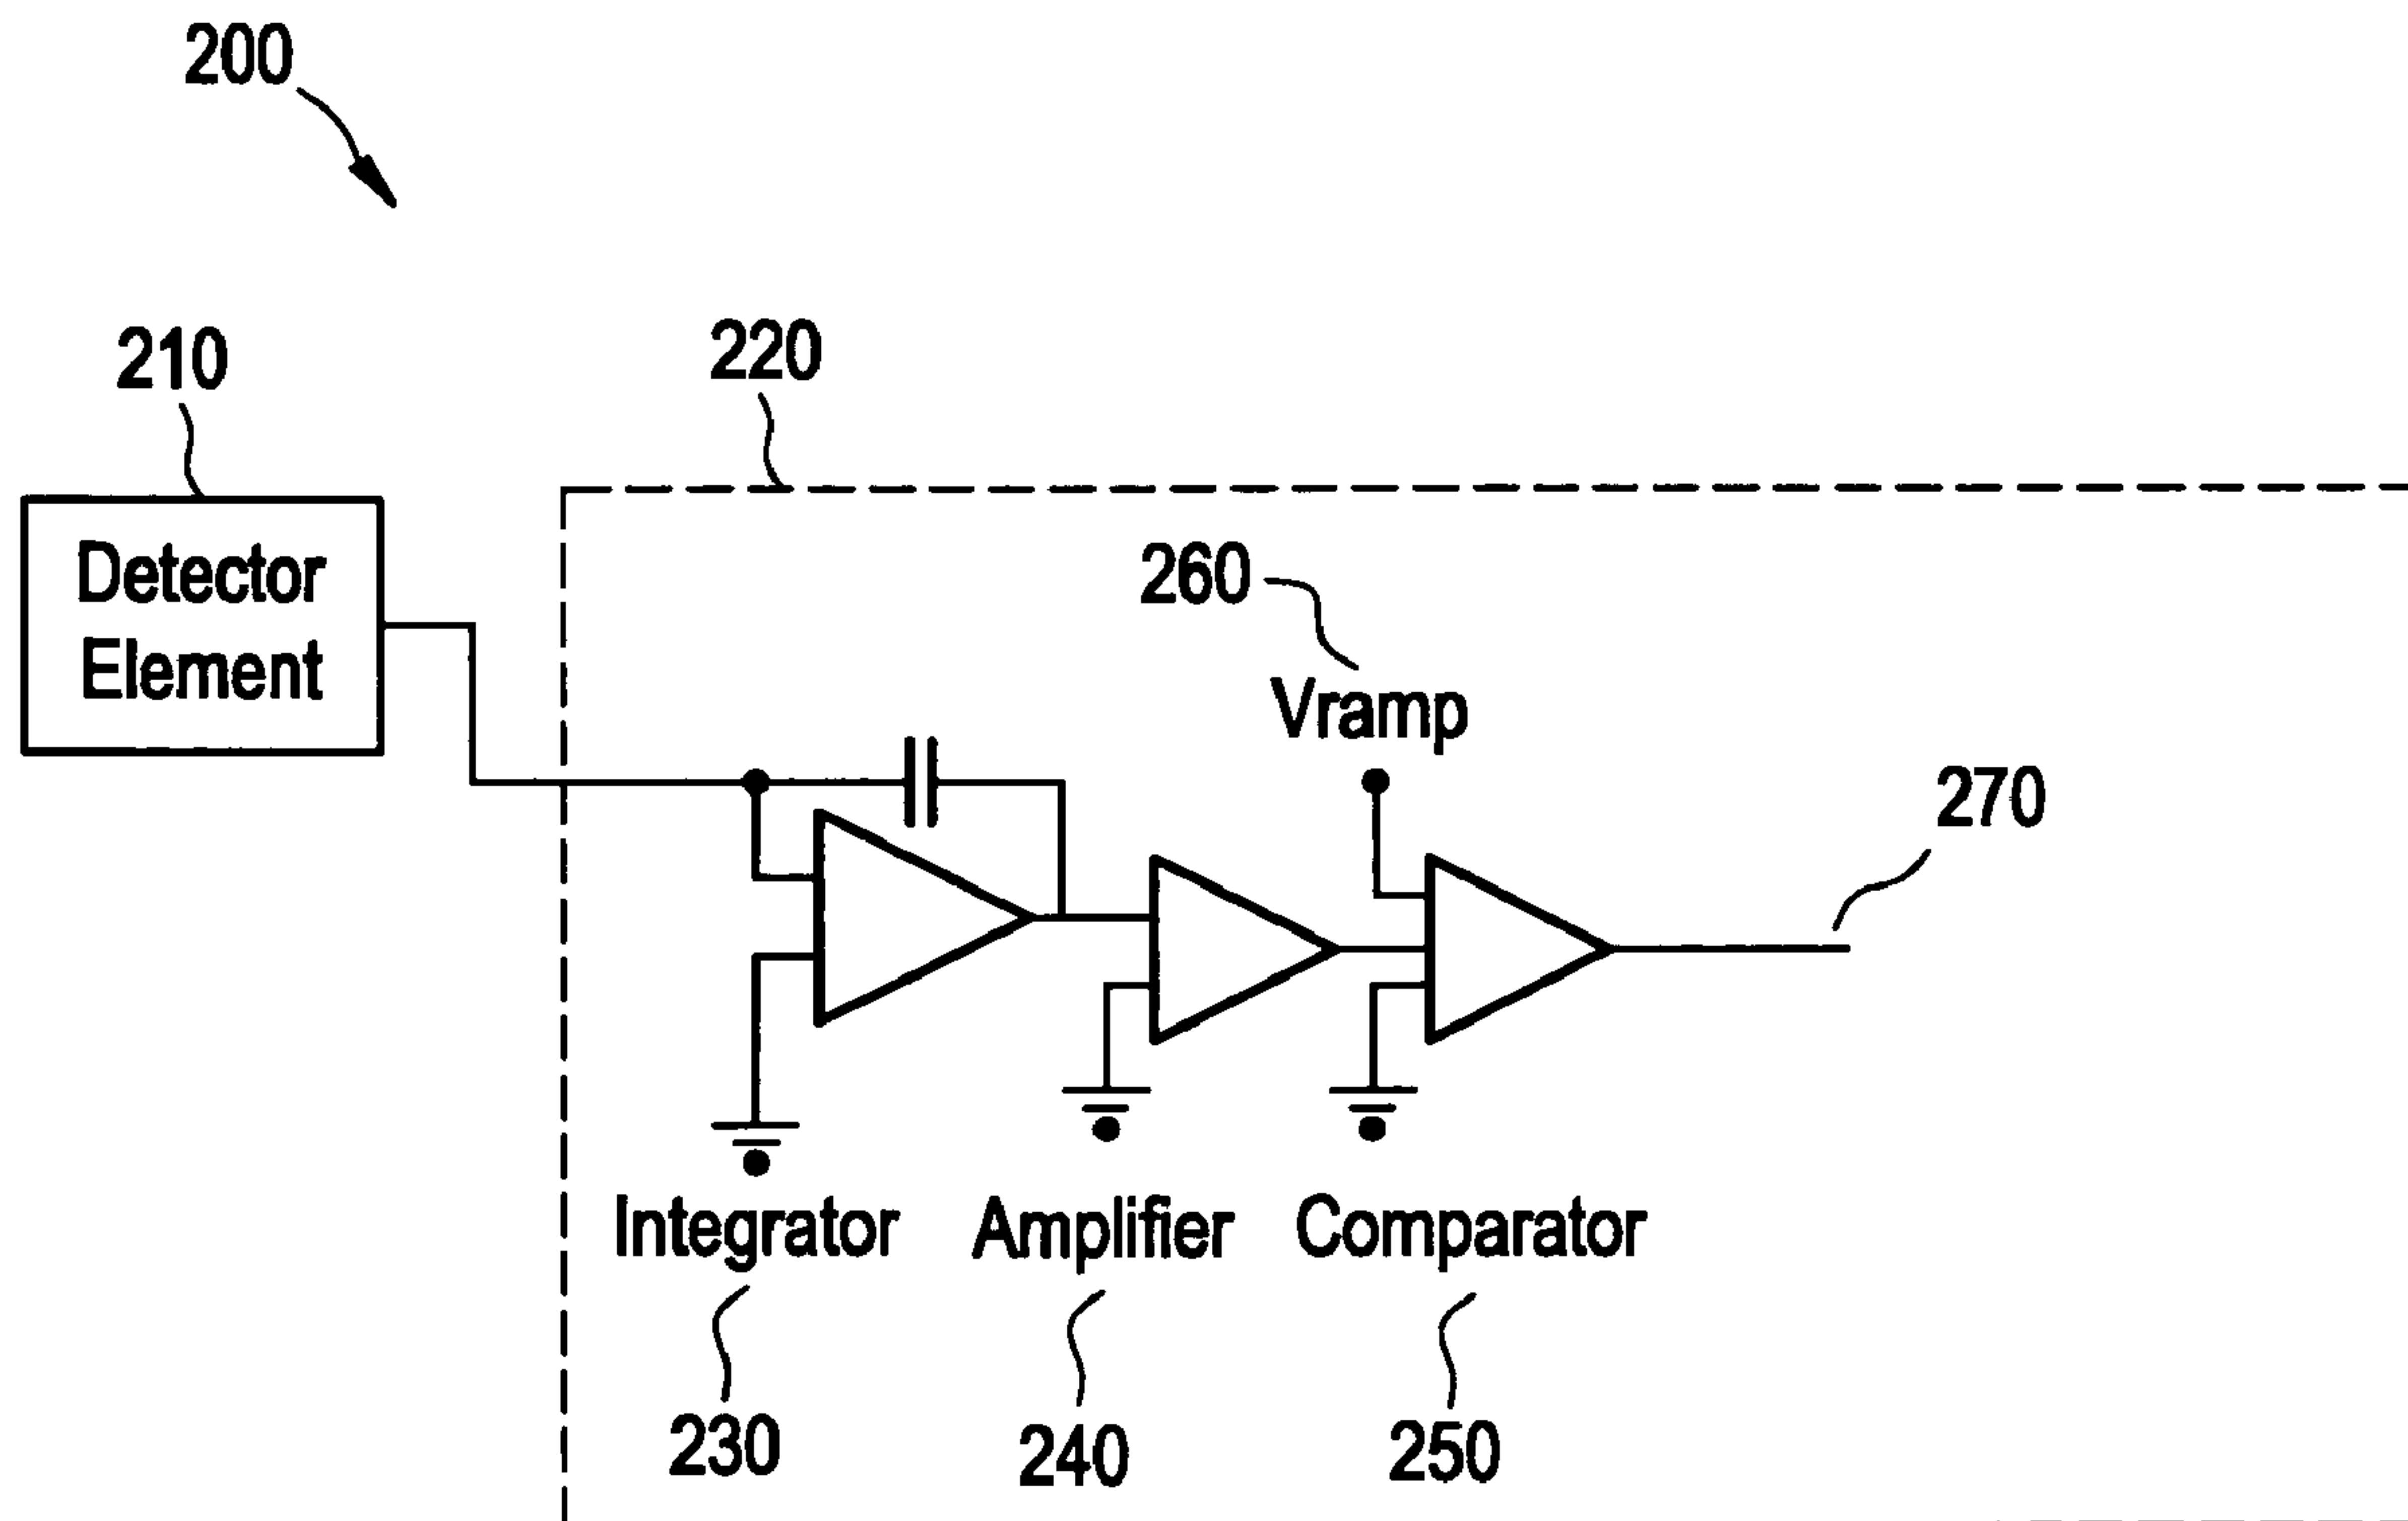 200
210
220
Detector
Element
260
Vramp
270
Integrator
Amplifier
Comparator
230
240
250